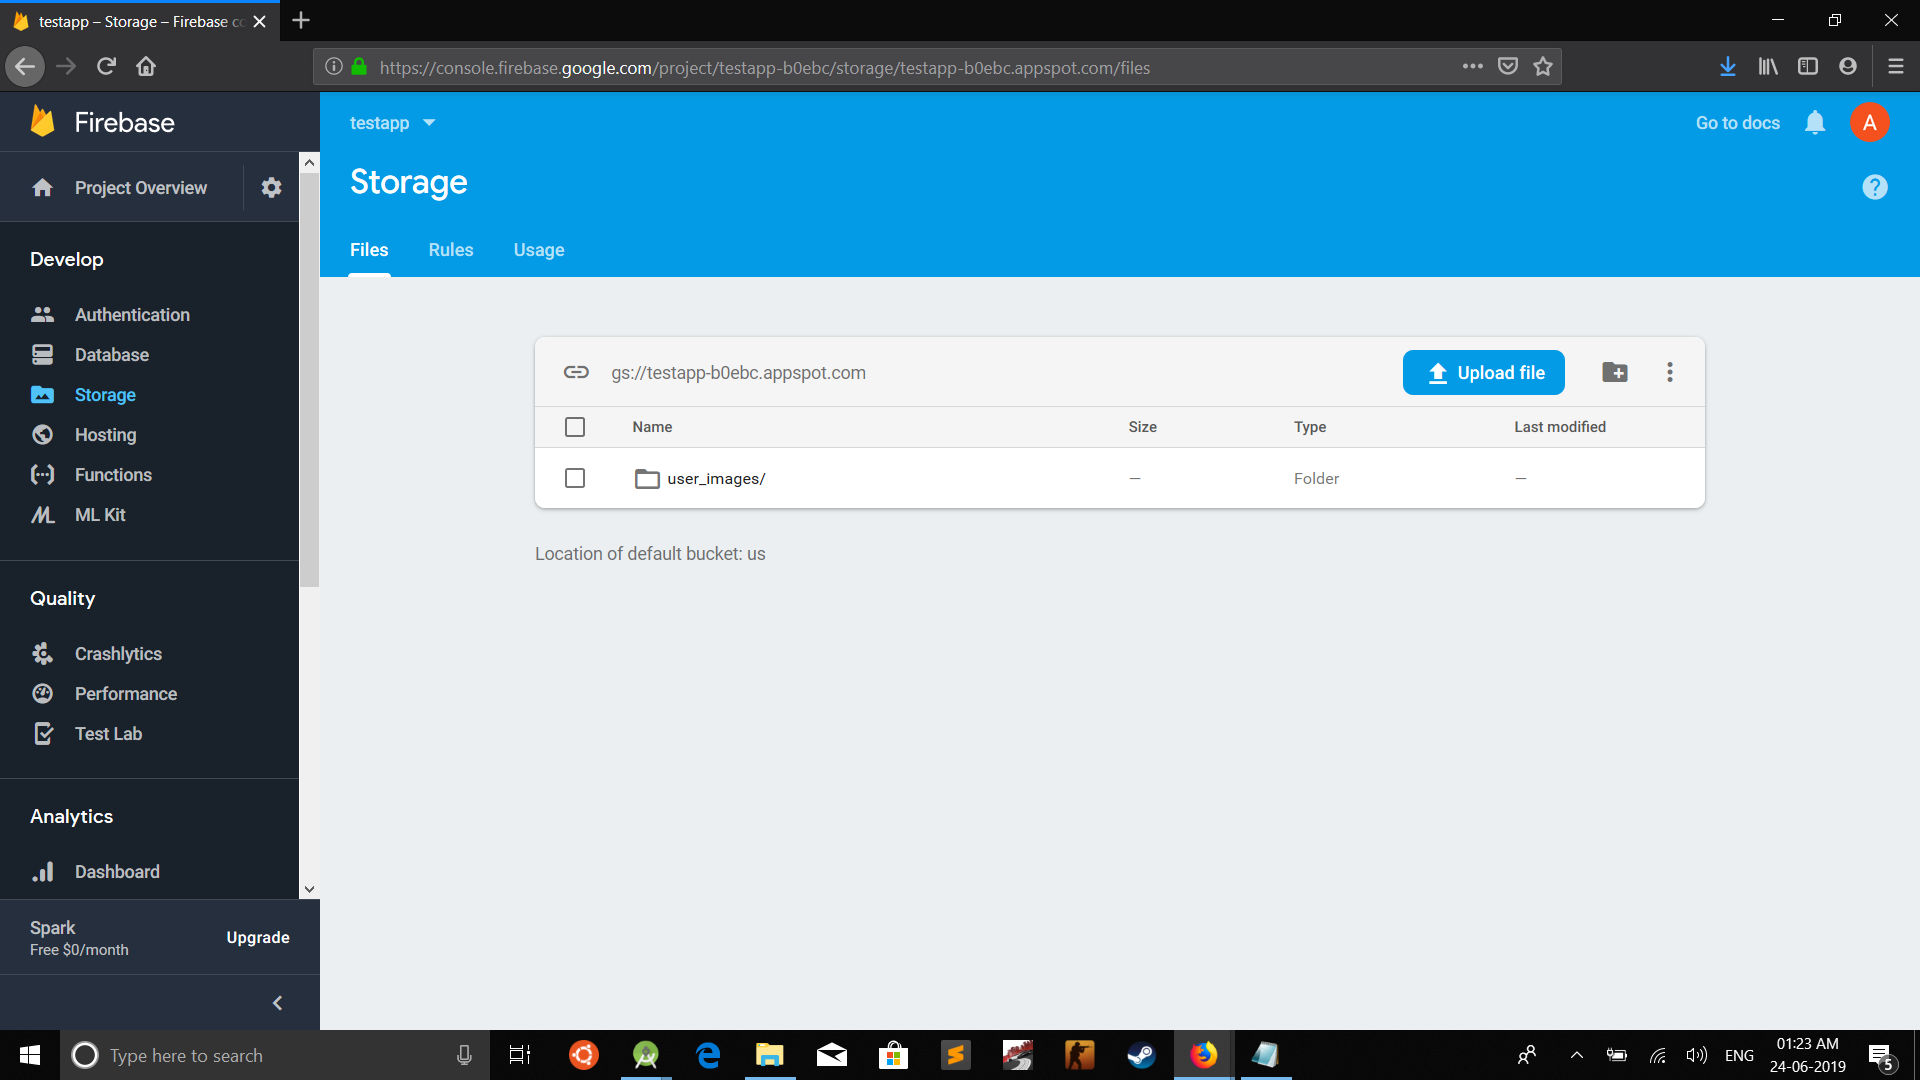 testapp – Storage – Firebase cc
https://console.firebase.google.com/project/testapp-b0ebc/storage/testapp-b0ebc.appspot.com/files
Firebase
testapp
Go to docs
A
Project Overview
Storage
?
Files
Rules
Usage
Develop
Authentication
Database
Storage
Hosting
Functions
ML Kit
gs://testapp-b0ebc.appspot.com
Upload file
Name
Size
Type
Last modified
user_images/
—
Folder
—
Location of default bucket: us
Quality
Crashlytics
Performance
Test Lab
Analytics
Dashboard
Spark
Free $0/month
Upgrade
Type here to search
ENG
01:23 AM
24-06-2019
5